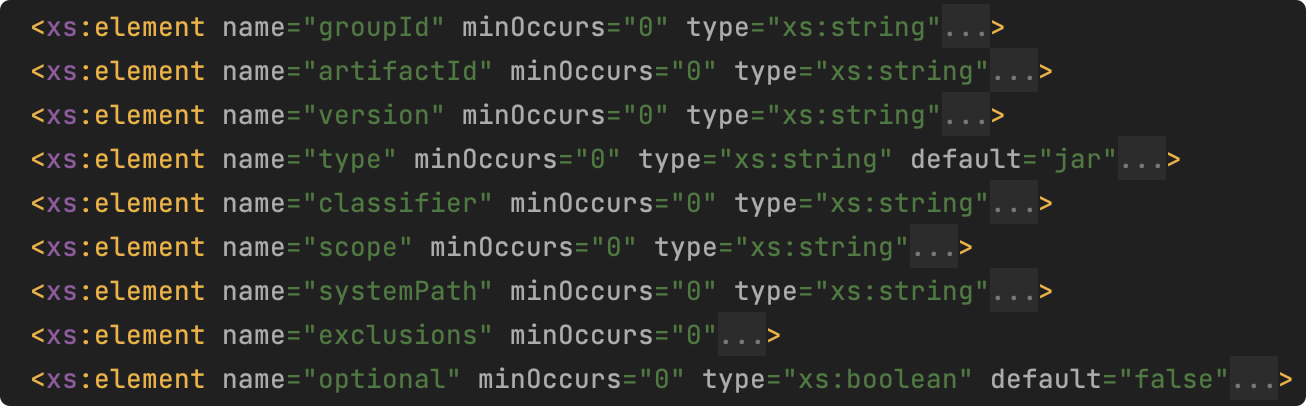 <xs:element name="groupId" minOccurs="0" type="xs:string"...>
<xs:element name="artifactId" minOccurs="0" type="xs:string"...>
<xs:element name="version" minOccurs="0" type="xs:string"...>
<xs:element name="type" minOccurs="0" type="xs:string" default="jar"...>
<xs:element name="classifier" minOccurs="0" type="xs:string"...>
<xs:element name="scope" minOccurs="0" type="xs:string"...>
<xs:element name="systemPath" minOccurs="0" type="xs:string"...>
<xs:element name="exclusions" minOccurs="0"...>
<xs:element name="optional" minOccurs="0" type="xs:boolean" default="false"...>